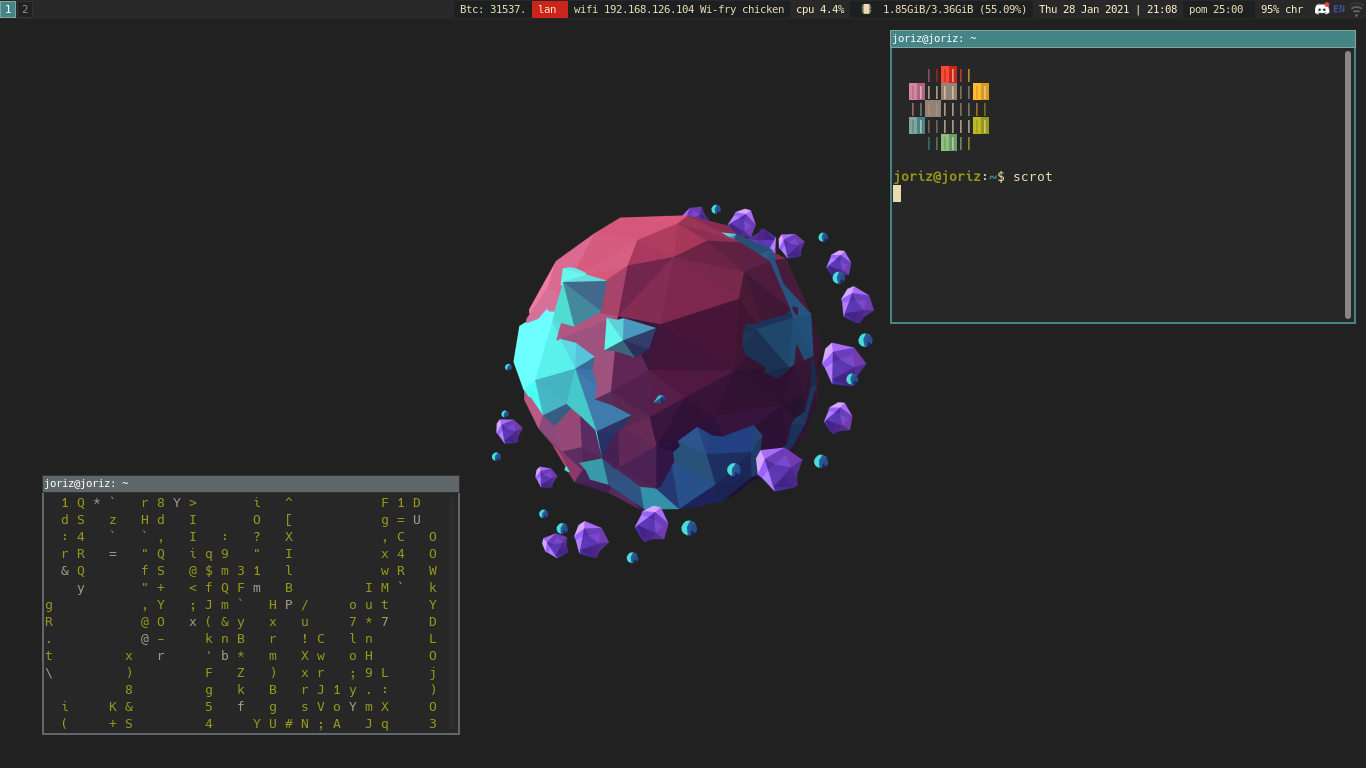 1 2 Btc: 31537. lan wifi 192.168.126.104 Wi-fry chicken cpu 4.4% 1.85GiB/3.36GiB (55.09%) Thu 28 Jan 2021 | 21:08 pom 25:00 95% chr EN
joriz@joriz: ~
joriz@joriz:~$ scrot
joriz@joriz: ~
1 Q * ` r 8 Y > i ^ F 1 D
d S z H d I O [ g = U
: 4 ` ` , I : ? X , C O
r R = " Q i q 9 " I x 4 O
& Q f S @ $ m 3 1 l w R W
y " + < f Q F m B I M ` k
g , Y ; J m ` H P / o u t Y
R @ O x ( & y x u 7 * 7 D
. @ - k n B r ! C l n L
t x r ' b * m X w o H O
\ ) F Z ) x r ; 9 L j
8 g k B r J 1 y . : )
i K & 5 f g s V o Y m X O
( + S 4 Y U # N ; A J q 3